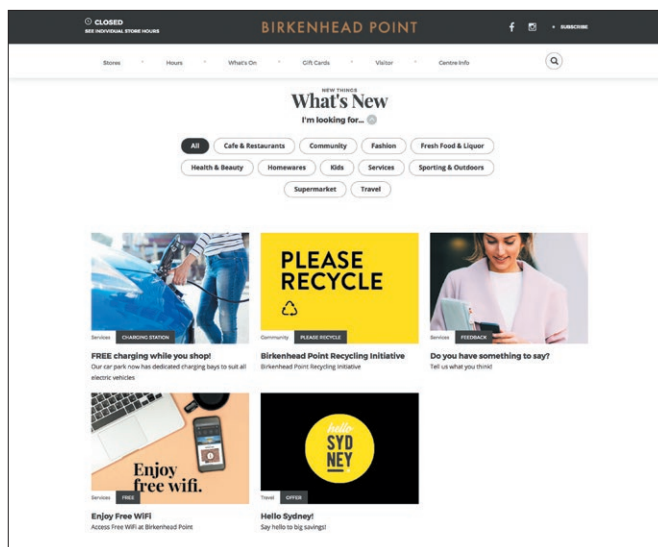 CLOSED
SEE INDIVIDUAL STORE HOURS
BIRKENHEAD POINT
SUBSCRIBE
Stores
Hours
What's On
Gift Cards
Visitor
Centre Info
NEW THINGS
What's New
I'm looking for...
All
Cafe & Restaurants
Community
Fashion
Fresh Food & Liquor
Health & Beauty
Homewares
Kids
Services
Sporting & Outdoors
Supermarket
Travel
Services
CHARGING STATION
FREE charging while you shop!
Our car park now has dedicated charging bays to suit all
electric vehicles
PLEASE
RECYCLE
Community
PLEASE RECYCLE
Birkenhead Point Recycling Initiative
Birkenhead Point Recycling Initiative
Services
FEEDBACK
Do you have something to say?
Tell us what you think!
Enjoy
free wifi.
Services
FREE
Enjoy Free WiFi
Access Free WiFi at Birkenhead Point
hello
SYD
NEY
Travel
OFFER
Hello Sydney!
Say hello to big savings!